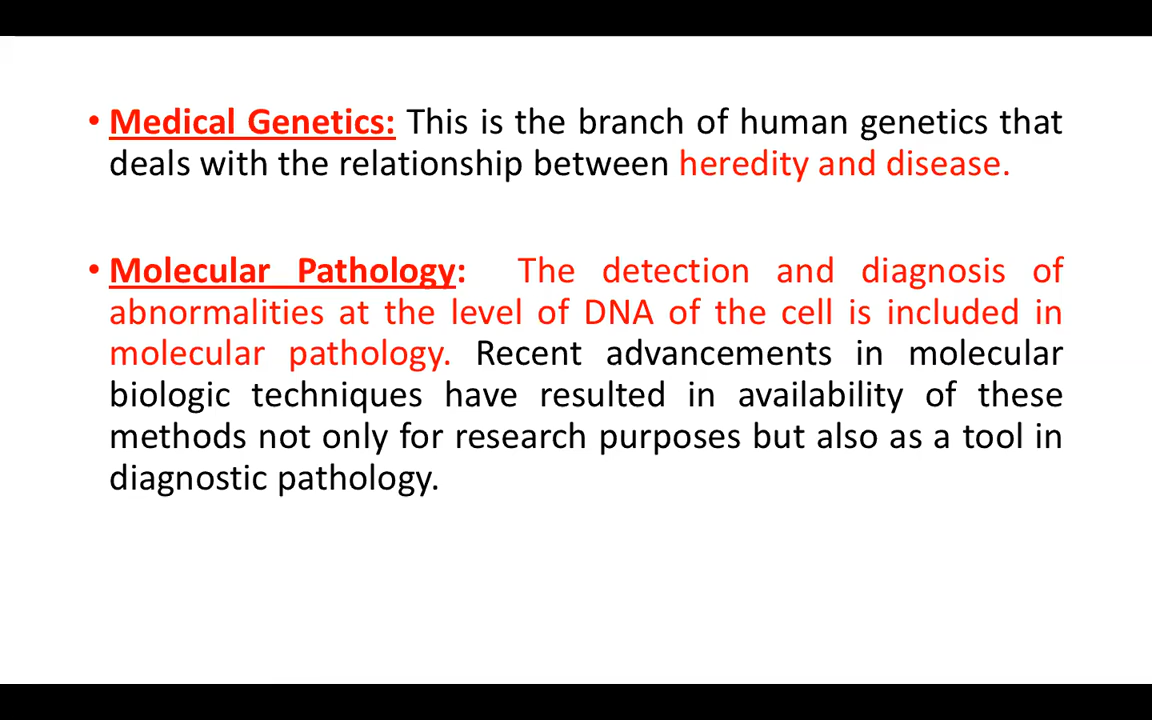 • Medical Genetics: This is the branch of human genetics that
deals with the relationship between heredity and disease.
• Molecular Pathology: The detection and diagnosis of
abnormalities at the level of DNA of the cell is included in
molecular pathology. Recent advancements in molecular
biologic techniques have resulted in availability of these
methods not only for research purposes but also as a tool in
diagnostic pathology.